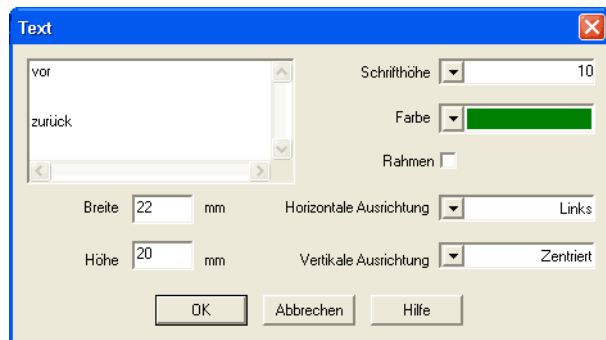 Text
vor
zurück
Schrifthöhe 10
Farbe
Rahmen
Breite 22 mm
Horizontale Ausrichtung Links
Höhe 20 mm
Vertikale Ausrichtung Zentriert
OK Abbrechen Hilfe